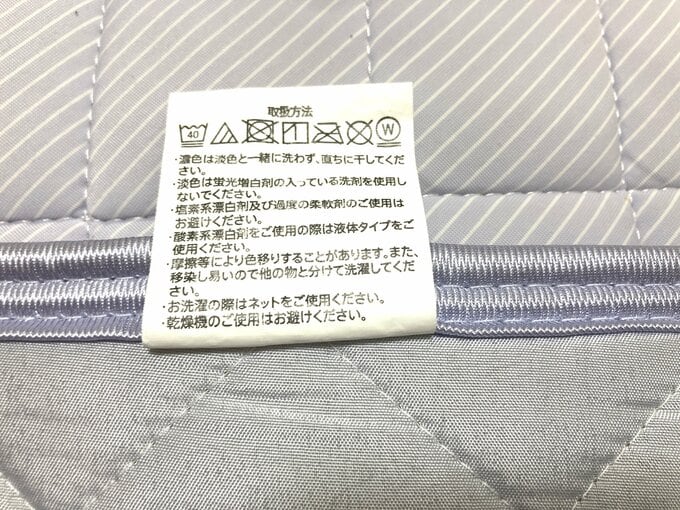 取扱方法
40 W
・濃色は淡色と一緒に洗わず、直ちに干してくだ
さい。
・淡色は蛍光増白剤の入っている洗剤を使用し
ないでください。
・塩素系漂白剤及び過度の柔軟剤のご使用は
お避けください。
・酸素系漂白剤をご使用の際は液体タイプをご
使用ください。
・摩擦等により色移りすることがあります。また、
移染し易いので他の物と分けて洗濯してくだ
さい。
・お洗濯の際はネットをご使用ください。
・乾燥機のご使用はお避けください。